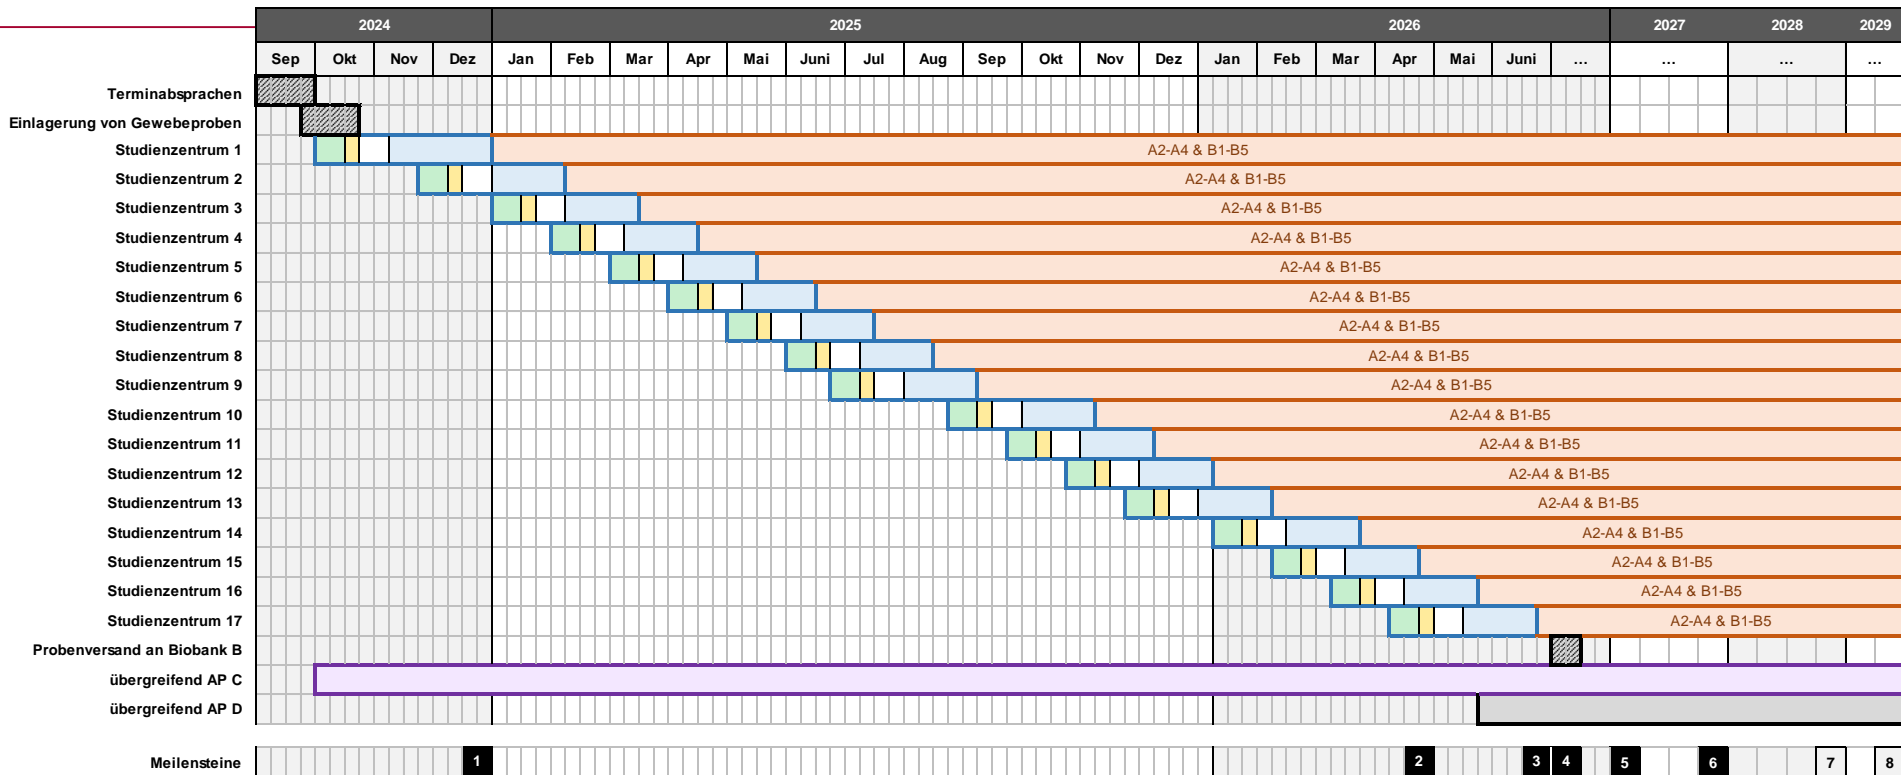 2024 2025 2026 2027 2028 2029
Sep Okt Nov Dez Jan Feb Mar Apr Mai Juni Jul Aug Sep Okt Nov Dez Jan Feb Mar Apr Mai Juni ... ... ... ...
Terminabsprachen
Einlagerung von Gewebeproben
Studienzentrum 1 A2-A4 & B1-B5
Studienzentrum 2 A2-A4 & B1-B5
Studienzentrum 3 A2-A4 & B1-B5
Studienzentrum 4 A2-A4 & B1-B5
Studienzentrum 5 A2-A4 & B1-B5
Studienzentrum 6 A2-A4 & B1-B5
Studienzentrum 7 A2-A4 & B1-B5
Studienzentrum 8 A2-A4 & B1-B5
Studienzentrum 9 A2-A4 & B1-B5
Studienzentrum 10 A2-A4 & B1-B5
Studienzentrum 11 A2-A4 & B1-B5
Studienzentrum 12 A2-A4 & B1-B5
Studienzentrum 13 A2-A4 & B1-B5
Studienzentrum 14 A2-A4 & B1-B5
Studienzentrum 15 A2-A4 & B1-B5
Studienzentrum 16 A2-A4 & B1-B5
Studienzentrum 17 A2-A4 & B1-B5
Probenversand an Biobank B
übergreifend AP C
übergreifend AP D
Meilensteine 1 2 3 4 5 6 7 8